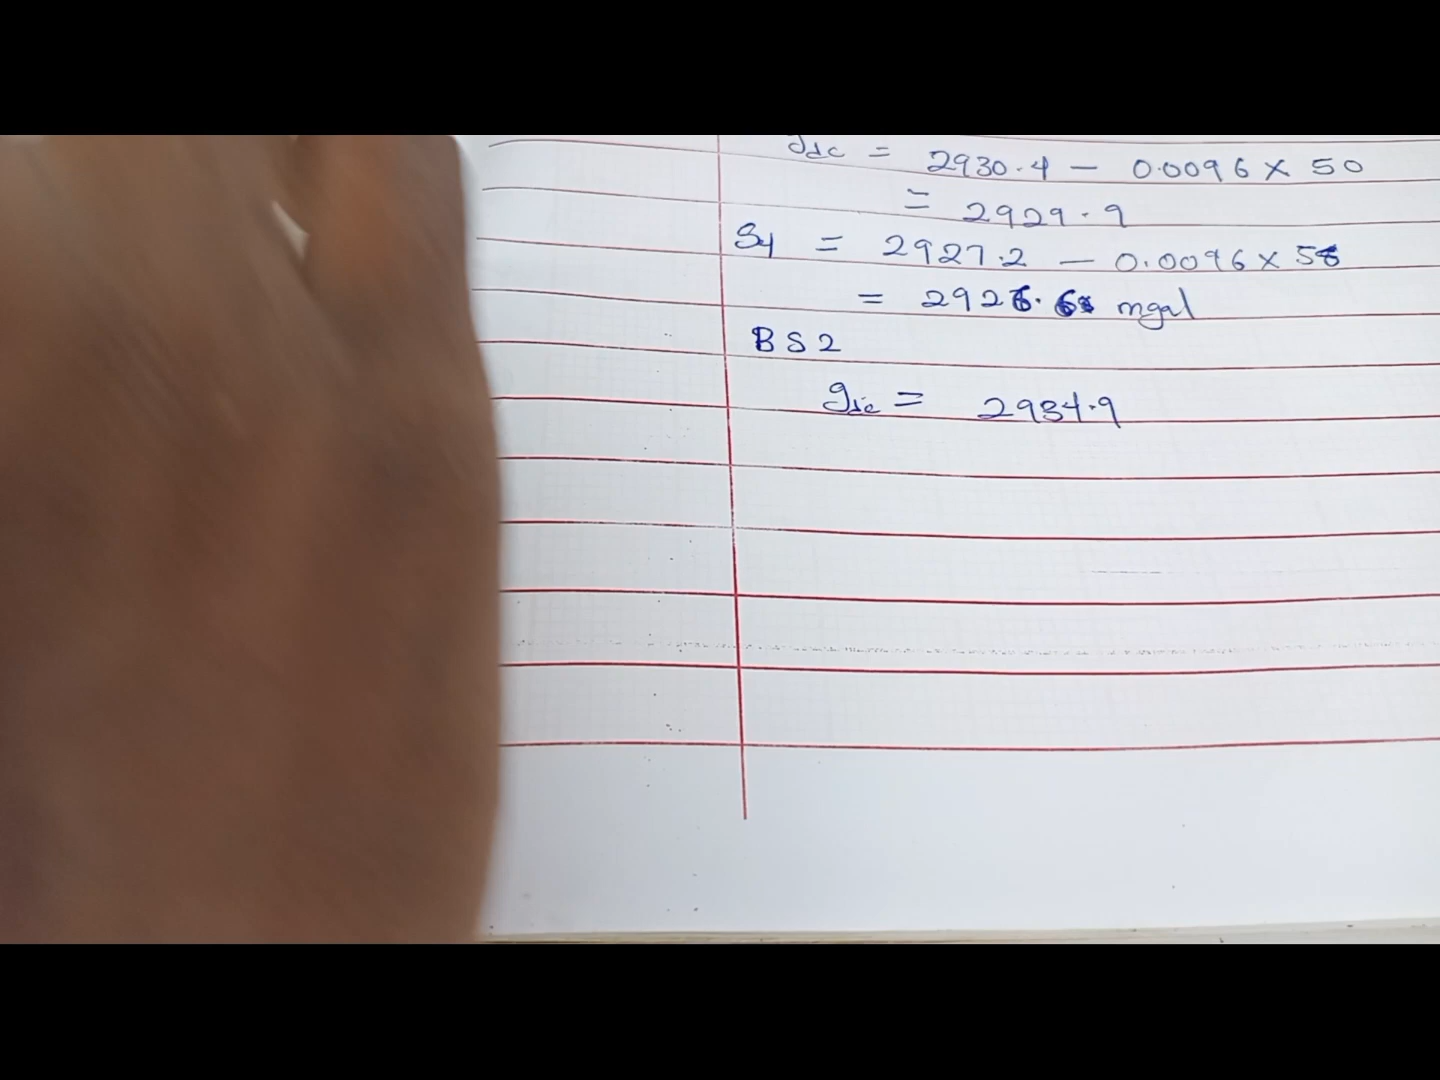 gdc = 2930.4 - 0.0096 × 50
= 2929.9
S4 = 2927.2 - 0.0096 × 58
= 2926.6 mgal
BS2
gdc = 2934.9